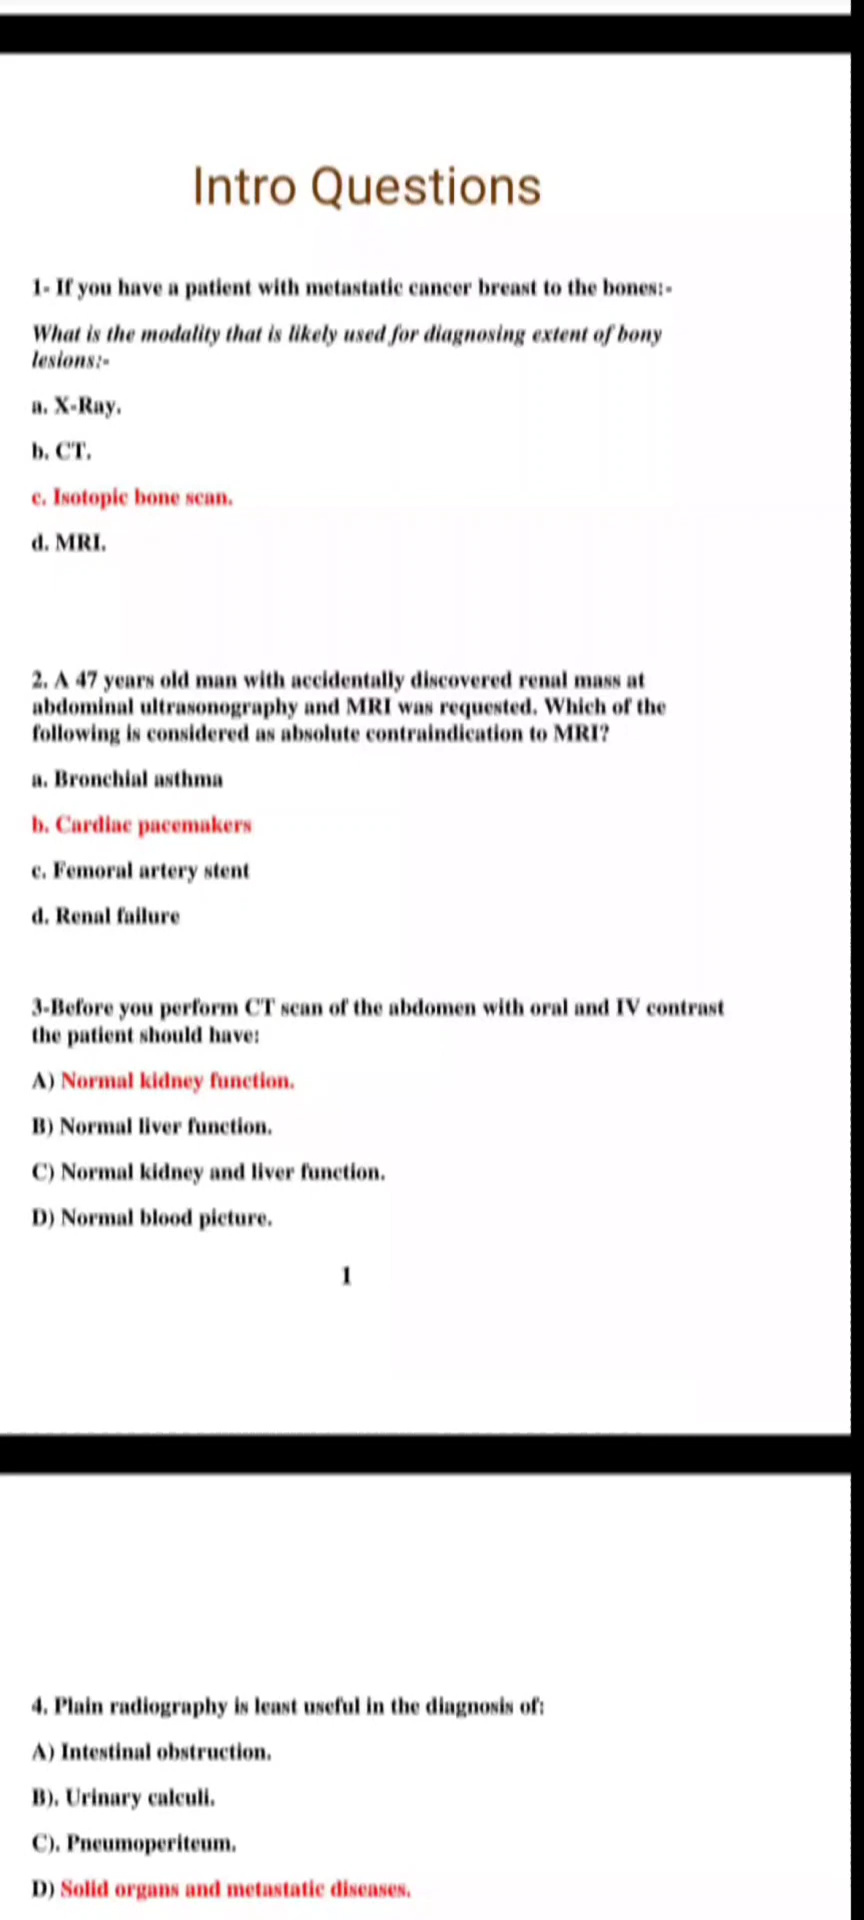 Intro Questions
1- If you have a patient with metastatic cancer breast to the bones:-
What is the modality that is likely used for diagnosing extent of bony
lesions:-
a. X-Ray.
b. CT.
c. Isotopic bone scan.
d. MRI.
2. A 47 years old man with accidentally discovered renal mass at
abdominal ultrasonography and MRI was requested. Which of the
following is considered as absolute contraindication to MRI?
a. Bronchial asthma
b. Cardiac pacemakers
c. Femoral artery stent
d. Renal failure
3-Before you perform CT scan of the abdomen with oral and IV contrast
the patient should have:
A) Normal kidney function.
B) Normal liver function.
C) Normal kidney and liver function.
D) Normal blood picture.
1
4. Plain radiography is least useful in the diagnosis of:
A) Intestinal obstruction.
B). Urinary calculi.
C). Pneumoperiteum.
D) Solid organs and metastatic diseases.